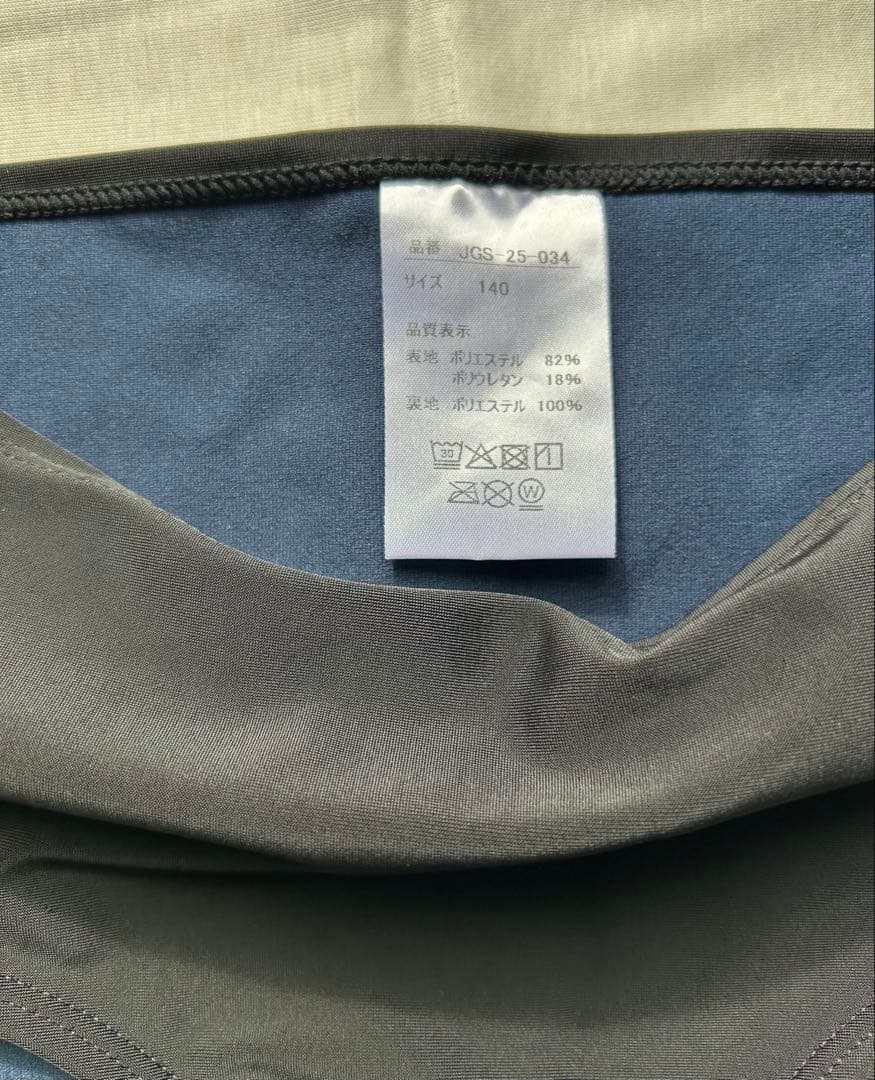 品番 JGS-25-034
サイズ 140
品質表示
表地 ポリエステル 82%
ポリウレタン 18%
裏地 ポリエステル 100%
30
W